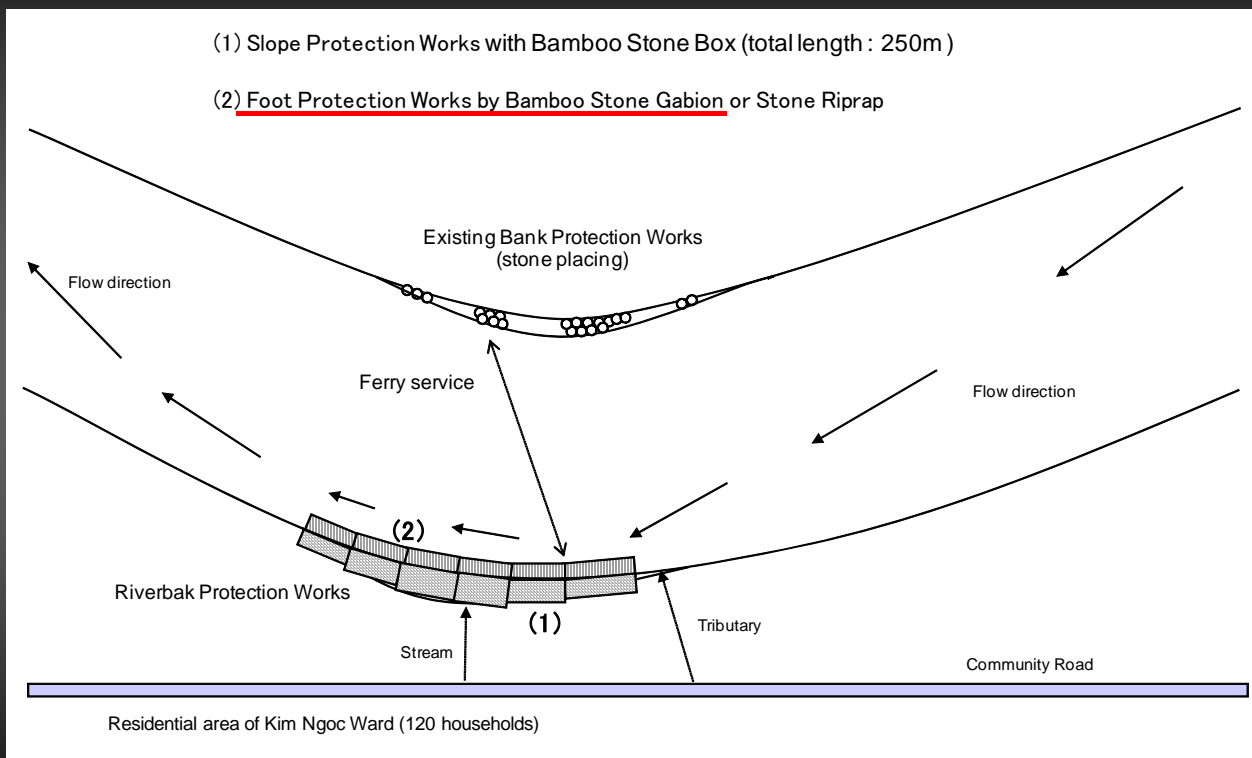 (1) Slope Protection Works with Bamboo Stone Box (total length : 250m )
(2) Foot Protection Works by Bamboo Stone Gabion or Stone Riprap
Existing Bank Protection Works
(stone placing)
Flow direction
Ferry service
Flow direction
(2)
Riverbak Protection Works
(1)
Tributary
Stream
Community Road
Residential area of Kim Ngoc Ward (120 households)